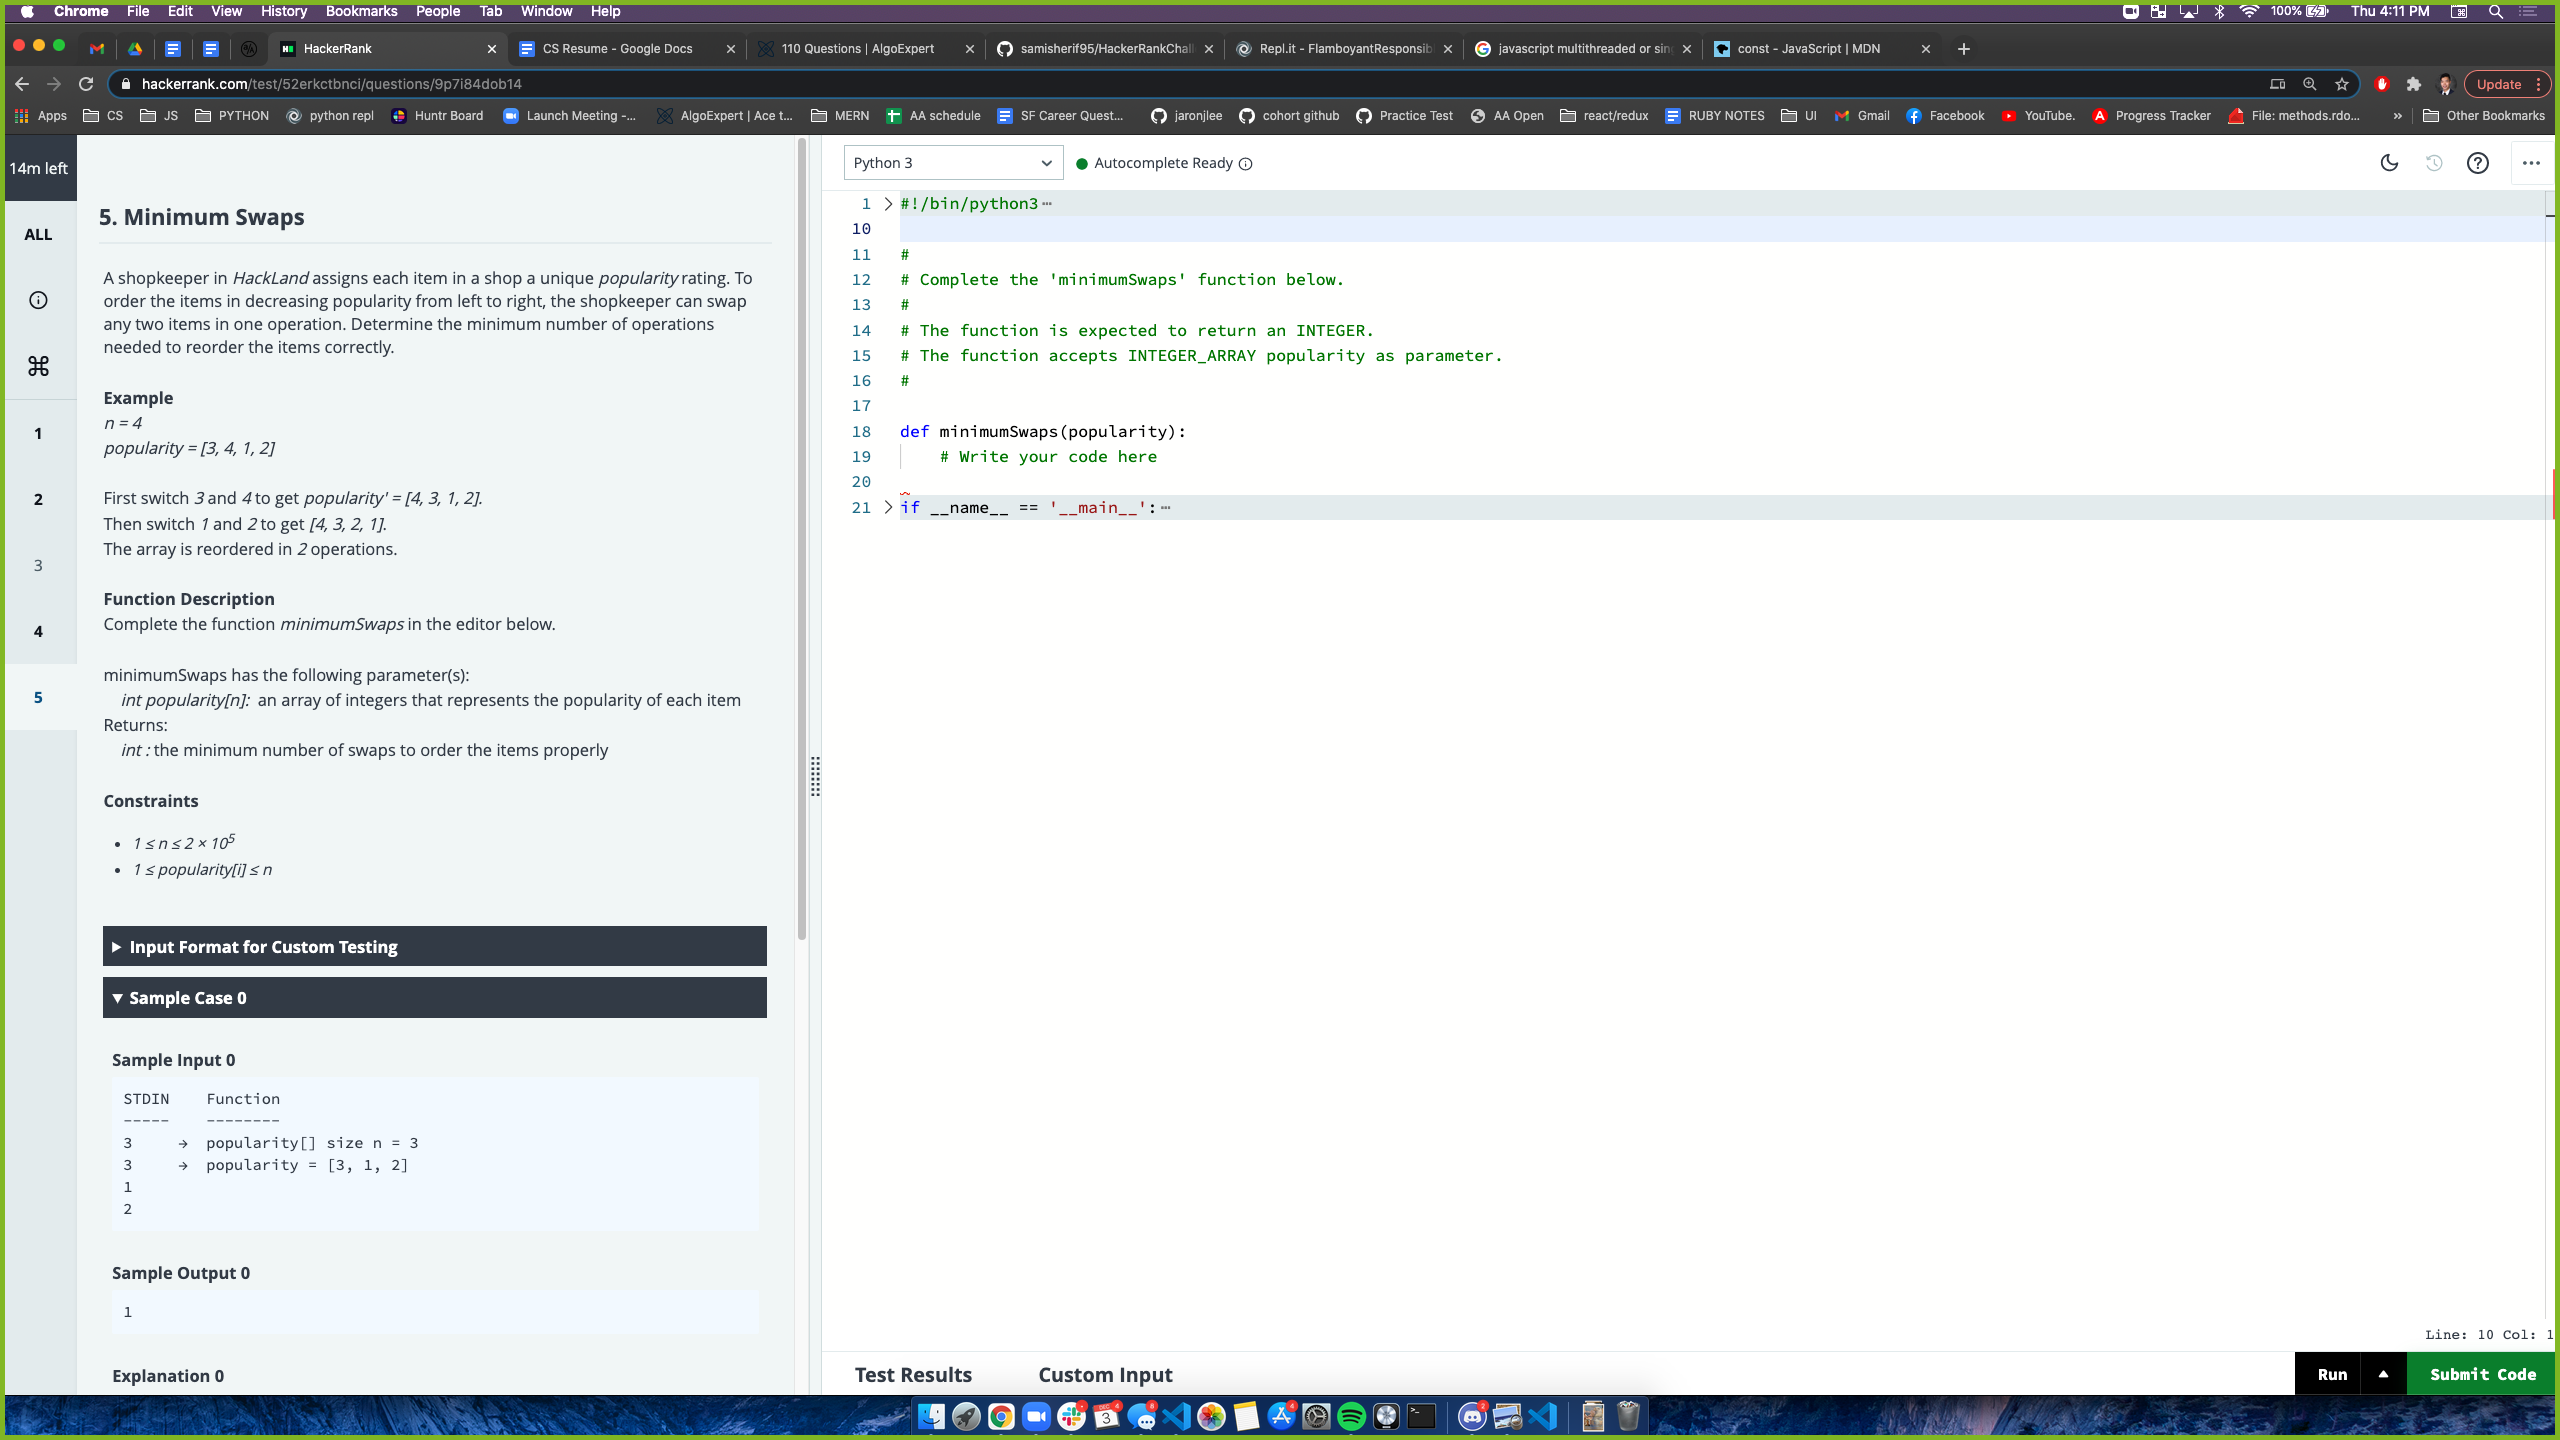 Chrome File Edit View History Bookmarks People Tab Window Help 100% Thu 4:11 PM
HackerRank CS Resume - Google Docs 110 Questions | AlgoExpert samisherif95/HackerRankChall Repl.it - FlamboyantResponsib javascript multithreaded or sin const - JavaScript | MDN
hackerrank.com/test/52erkctbnci/questions/9p7i84dob14 Update
Apps CS JS PYTHON python repl Huntr Board Launch Meeting -... AlgoExpert | Ace t... MERN AA schedule SF Career Quest... jaronjlee cohort github Practice Test AA Open react/redux RUBY NOTES UI Gmail Facebook YouTube. Progress Tracker File: methods.rdo... » Other Bookmarks
14m left
ALL
1
2
3
4
5
5. Minimum Swaps
A shopkeeper in HackLand assigns each item in a shop a unique popularity rating. To
order the items in decreasing popularity from left to right, the shopkeeper can swap
any two items in one operation. Determine the minimum number of operations
needed to reorder the items correctly.
Example
n = 4
popularity = [3, 4, 1, 2]
First switch 3 and 4 to get popularity' = [4, 3, 1, 2].
Then switch 1 and 2 to get [4, 3, 2, 1].
The array is reordered in 2 operations.
Function Description
Complete the function minimumSwaps in the editor below.
minimumSwaps has the following parameter(s):
int popularity[n]: an array of integers that represents the popularity of each item
Returns:
int : the minimum number of swaps to order the items properly
Constraints
• 1 ≤ n ≤ 2 × 10⁵
• 1 ≤ popularity[i] ≤ n
Input Format for Custom Testing
Sample Case 0
Sample Input 0
STDIN Function
----- --------
3 → popularity[] size n = 3
3 → popularity = [3, 1, 2]
1
2
Sample Output 0
1
Explanation 0
Python 3 Autocomplete Ready
1 #!/bin/python3
10
11 #
12 # Complete the 'minimumSwaps' function below.
13 #
14 # The function is expected to return an INTEGER.
15 # The function accepts INTEGER_ARRAY popularity as parameter.
16 #
17
18 def minimumSwaps(popularity):
19 # Write your code here
20
21 if __name__ == '__main__':
Line: 10 Col: 1
Test Results Custom Input Run Submit Code